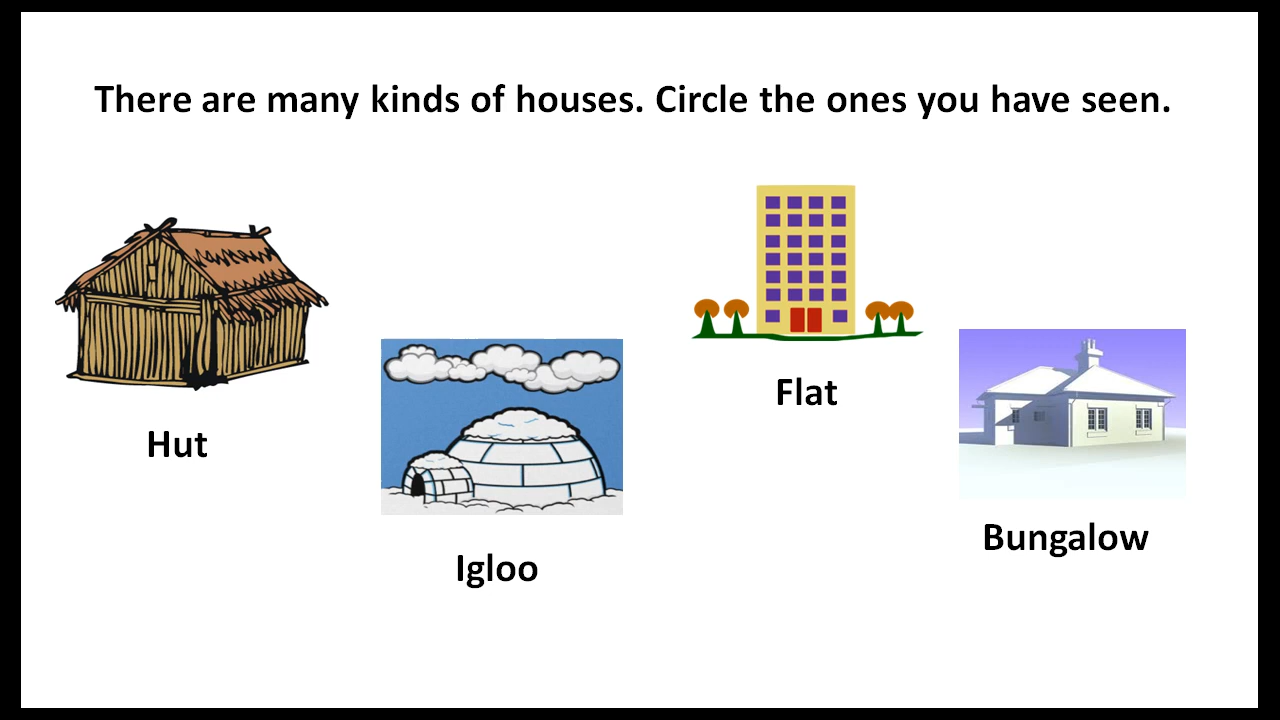 There are many kinds of houses. Circle the ones you have seen.
Hut
Igloo
Flat
Bungalow